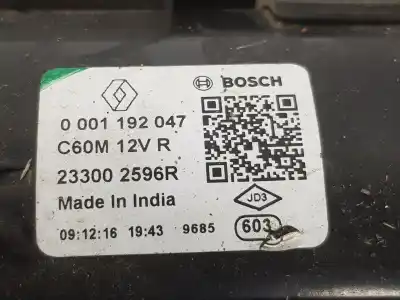 BOSCH
0 001 192 047
C60M 12V R
23300 2596R
Made In India
JD3
09:12:16 19:43 9685
603